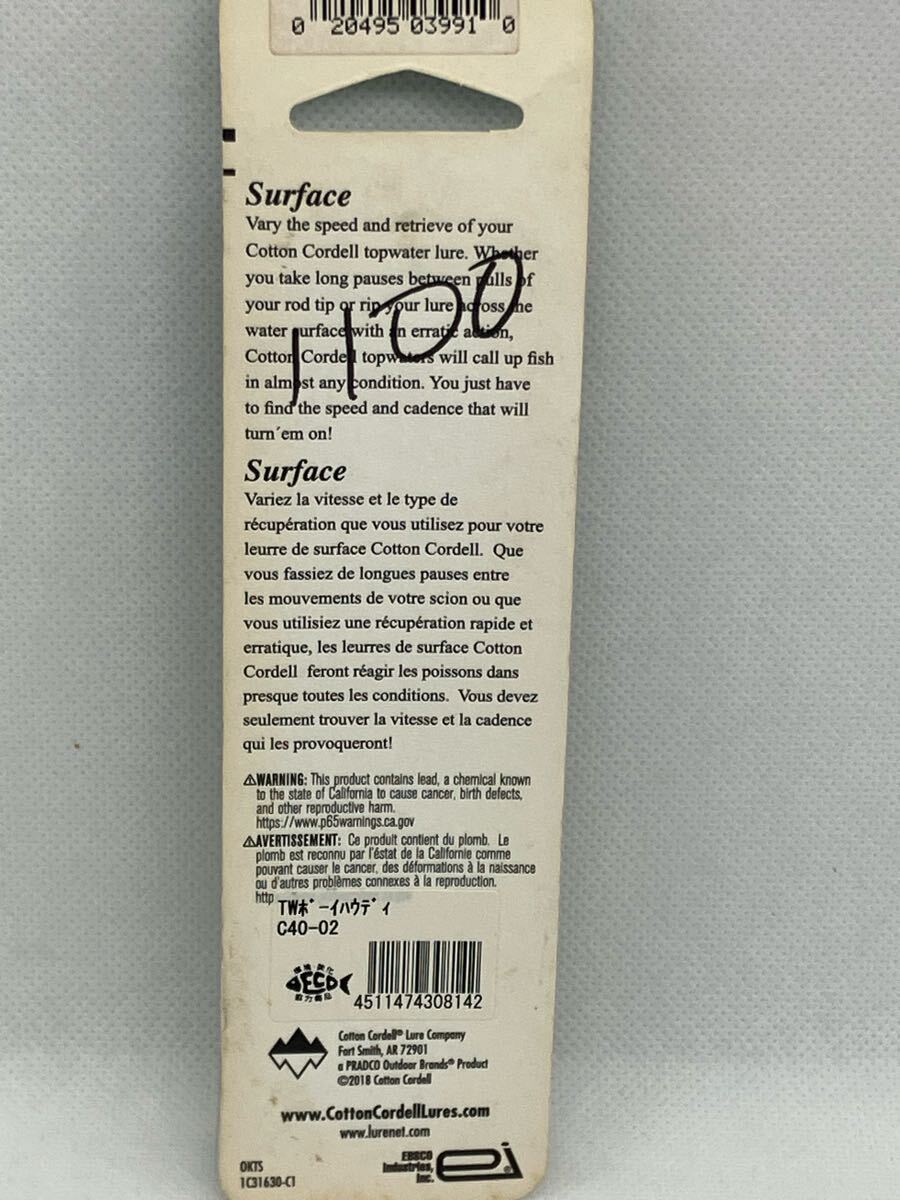 0 20495 03991 0
Surface
Vary the speed and retrieve of your
Cotton Cordell topwater lure. Whether
you take long pauses between pulls of
your rod tip or rip your lure across the
water surface with an erratic action,
Cotton Cordell topwaters will call up fish
in almost any condition. You just have
to find the speed and cadence that will
turn´em on!
1100
Surface
Variez la vitesse et le type de
récupération que vous utilisez pour votre
leurre de surface Cotton Cordell. Que
vous fassiez de longues pauses entre
les mouvements de votre scion ou que
vous utilisiez une récupération rapide et
erratique, les leurres de surface Cotton
Cordell feront réagir les poissons dans
presque toutes les conditions. Vous devez
seulement trouver la vitesse et la cadence
qui les provoqueront!
⚠WARNING: This product contains lead, a chemical known
to the state of California to cause cancer, birth defects,
and other reproductive harm.
https://www.p65warnings.ca.gov
⚠AVERTISSEMENT: Ce produit contient du plomb. Le
plomb est reconnu par l'éstat de la Californie comme
pouvant causer le cancer, des déformations à la naissance
ou d'autres problèmes connexes à la reproduction.
http
TWﾎﾞｰｲﾊｳﾃﾞｨ
C40-02
ECO
4511474308142
Cotton Cordell® Lure Company
Fort Smith, AR 72901
a PRADCO Outdoor Brands® Product
©2018 Cotton Cordell
www.CottonCordellLures.com
www.lurenet.com
EBSCO
Industries,
Inc.
ei®
OKTS
1C31630-C1